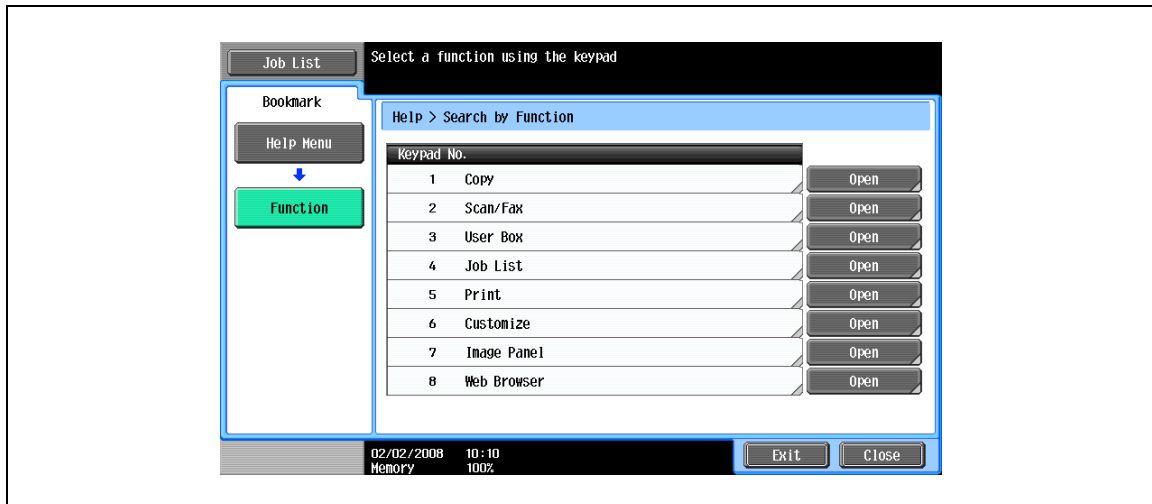 Job List
Select a function using the keypad
Bookmark
Help Menu
Function
Help > Search by Function
Keypad No.
1 Copy Open
2 Scan/Fax Open
3 User Box Open
4 Job List Open
5 Print Open
6 Customize Open
7 Image Panel Open
8 Web Browser Open
02/02/2008 10:10
Memory 100%
Exit Close